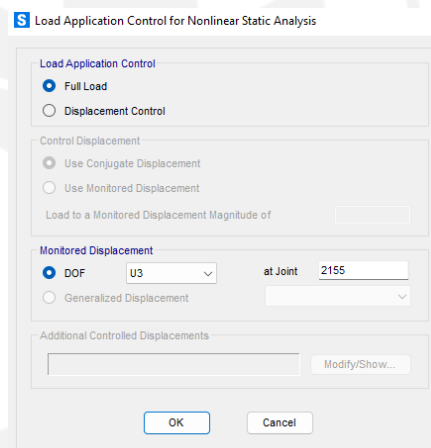 S Load Application Control for Nonlinear Static Analysis
Load Application Control
Full Load
Displacement Control
Control Displacement
Use Conjugate Displacement
Use Monitored Displacement
Load to a Monitored Displacement Magnitude of
Monitored Displacement
DOF U3 at Joint 2155
Generalized Displacement
Additional Controlled Displacements
Modify/Show...
OK Cancel